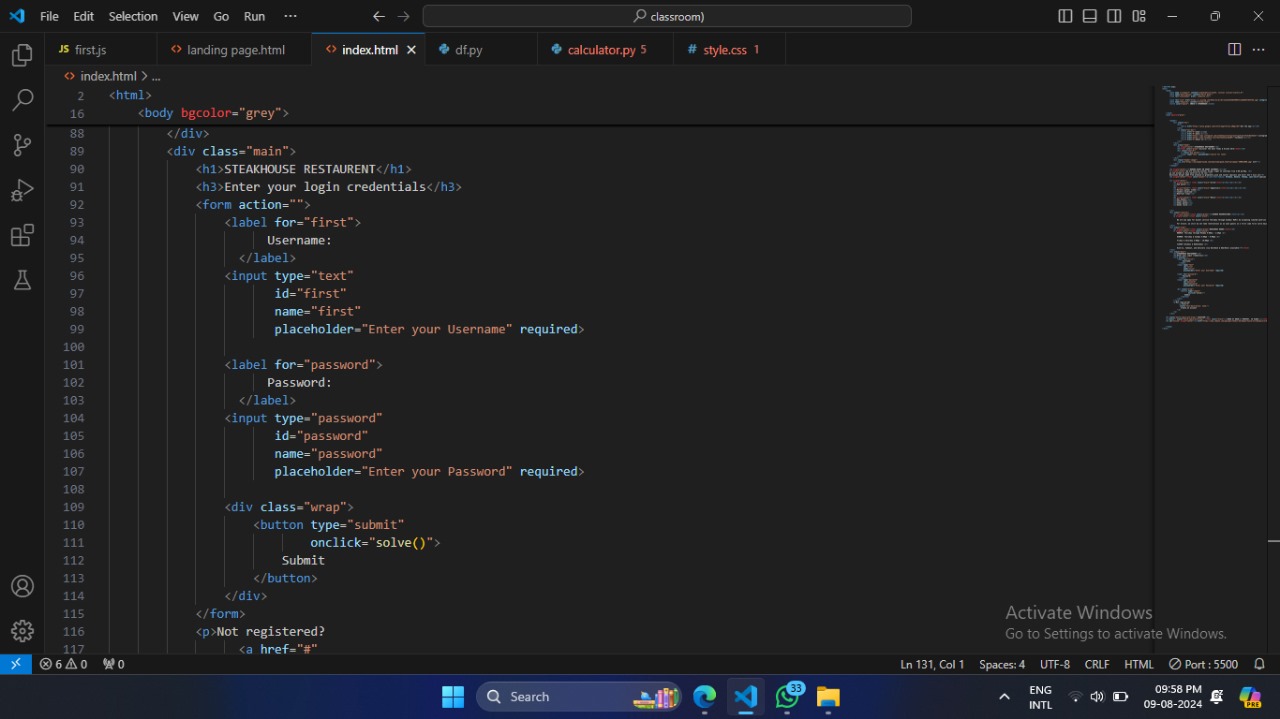 File Edit Selection View Go Run ··· classroom)
JS first.js <> landing page.html <> index.html df.py calculator.py 5 # style.css 1
<> index.html > ...
2 <html>
16 <body bgcolor="grey">
88 </div>
89 <div class="main">
90 <h1>STEAKHOUSE RESTAURENT</h1>
91 <h3>Enter your login credentials</h3>
92 <form action="">
93 <label for="first">
94 Username:
95 </label>
96 <input type="text"
97 id="first"
98 name="first"
99 placeholder="Enter your Username" required>
100
101 <label for="password">
102 Password:
103 </label>
104 <input type="password"
105 id="password"
106 name="password"
107 placeholder="Enter your Password" required>
108
109 <div class="wrap">
110 <button type="submit"
111 onclick="solve()">
112 Submit
113 </button>
114 </div>
115 </form>
116 <p>Not registered?
117 <a href="#"
Activate Windows
Go to Settings to activate Windows.
6 0 0 Ln 131, Col 1 Spaces: 4 UTF-8 CRLF HTML Port : 5500
Search 33 ENG INTL 09:58 PM 09-08-2024 PRE